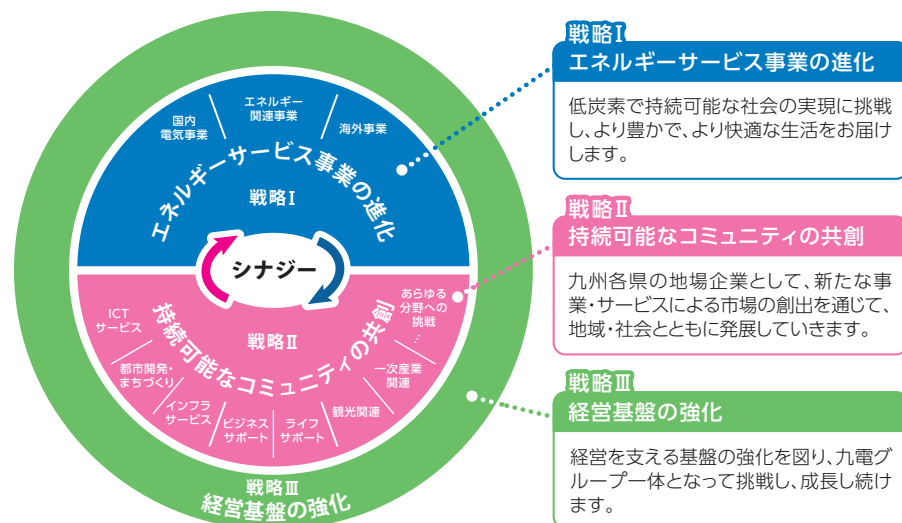 国内
電気事業
エネルギー
関連事業
海外事業
エネルギーサービス事業の進化
戦略Ⅰ
シナジー
戦略Ⅱ
持続可能なコミュニティの共創
ICT
サービス
都市開発・
まちづくり
インフラ
サービス
ビジネス
サポート
ライフ
サポート
観光関連
一次産業
関連
あらゆる
分野への
挑戦
…
戦略Ⅲ
経営基盤の強化
戦略Ⅰ
エネルギーサービス事業の進化
低炭素で持続可能な社会の実現に挑戦
し、より豊かで、より快適な生活をお届け
します。
戦略Ⅱ
持続可能なコミュニティの共創
九州各県の地場企業として、新たな事
業・サービスによる市場の創出を通じて、
地域・社会とともに発展していきます。
戦略Ⅲ
経営基盤の強化
経営を支える基盤の強化を図り、九電グ
ループ一体となって挑戦し、成長し続け
ます。